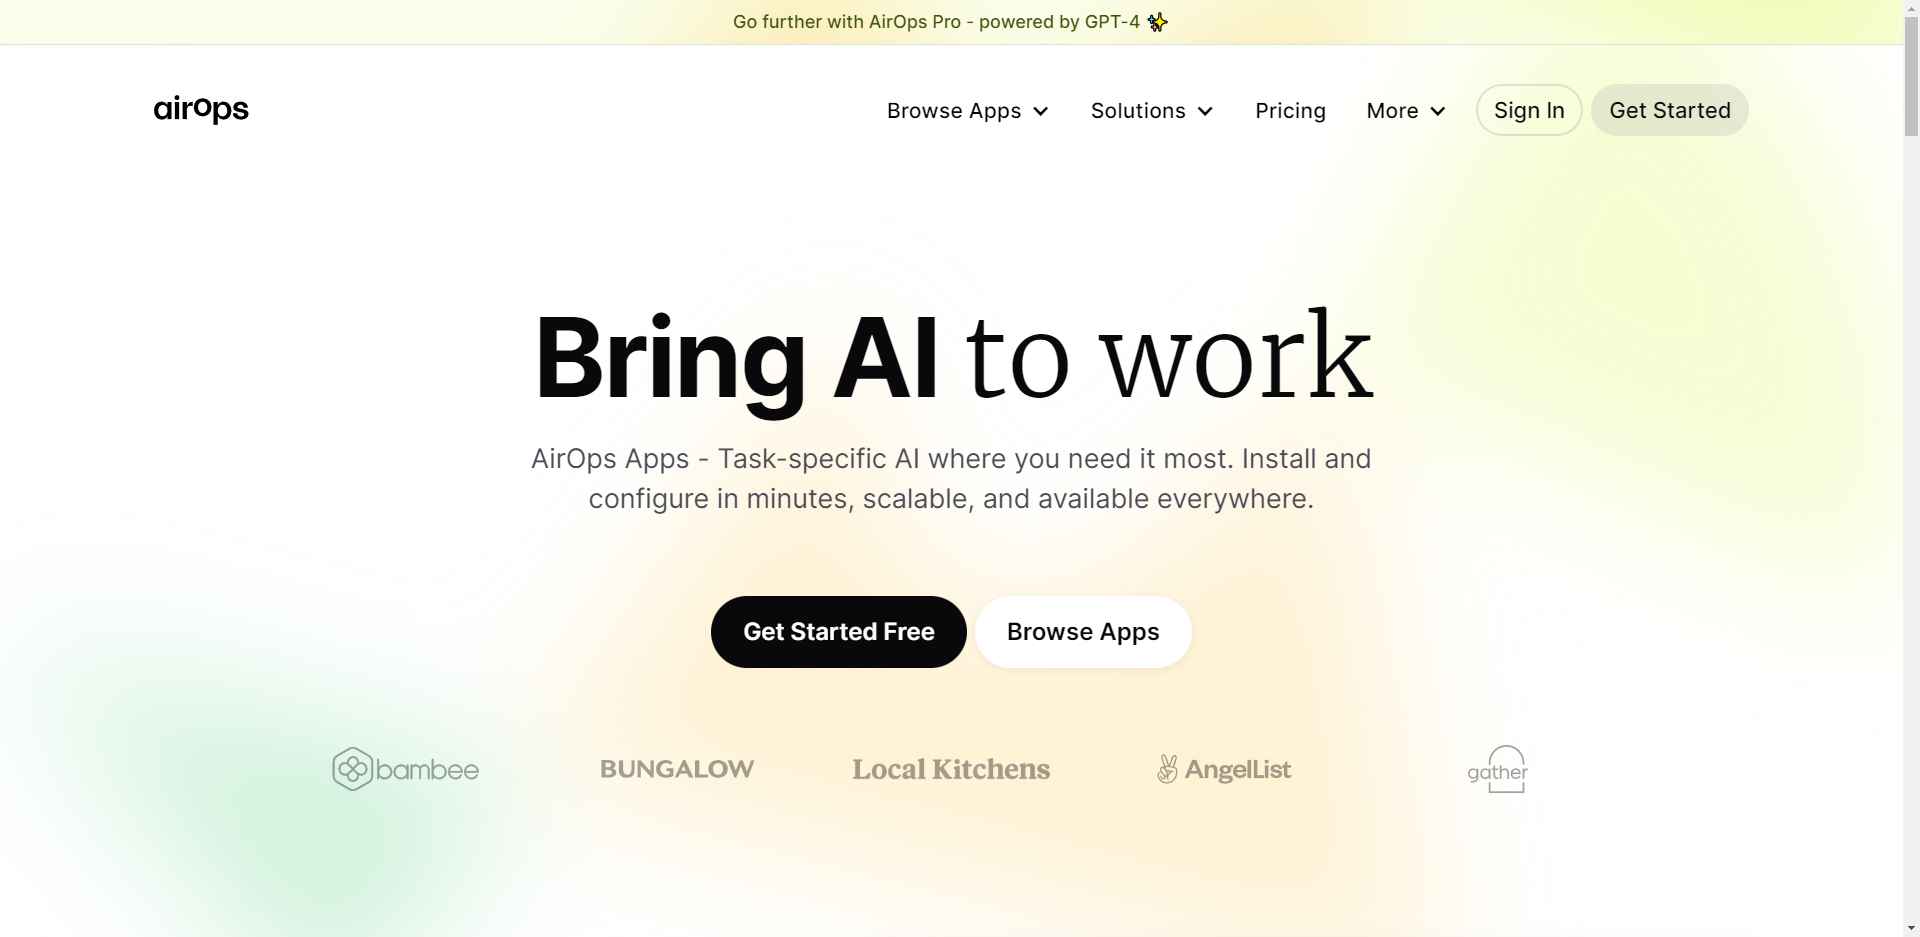 Go further with AirOps Pro - powered by GPT-4 ✨
airOps
Browse Apps
Solutions
Pricing
More
Sign In
Get Started
Bring AI to work
AirOps Apps - Task-specific AI where you need it most. Install and
configure in minutes, scalable, and available everywhere.
Get Started Free
Browse Apps
bambee
BUNGALOW
Local Kitchens
AngelList
gather